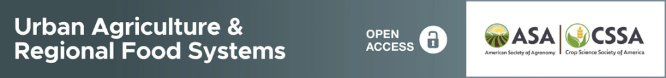 Urban Agriculture &
Regional Food Systems
OPEN
ACCESS
ASA
American Society of Agronomy
CSSA
Crop Science Society of America